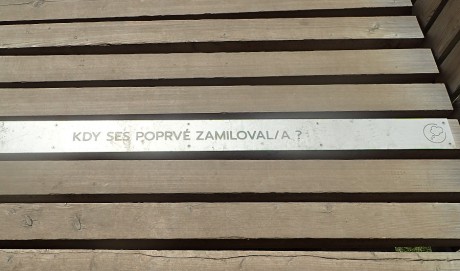 KDY SES POPRVÉ ZAMILOVAL/A ?